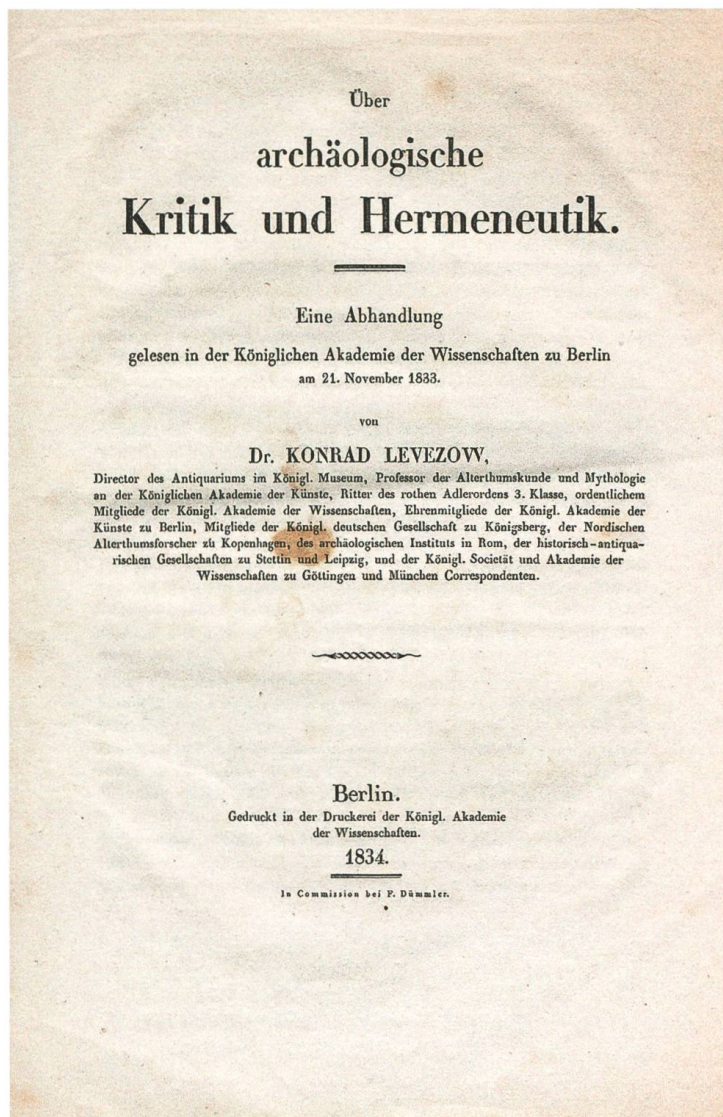 Über
archäologische
Kritik und Hermeneutik.
Eine Abhandlung
gelesen in der Königlichen Akademie der Wissenschaften zu Berlin
am 21. November 1833.
von
Dr. KONRAD LEVEZOW,
Director des Antiquariums im Königl. Museum, Professor der Alterthumskunde und Mythologie
an der Königlichen Akademie der Künste, Ritter des rothen Adlerordens 3. Klasse, ordentlichem
Mitgliede der Königl. Akademie der Wissenschaften, Ehrenmitgliede der Königl. Akademie der
Künste zu Berlin, Mitgliede der Königl. deutschen Gesellschaft zu Königsberg, der Nordischen
Alterthumsforscher zu Kopenhagen, des archäologischen Instituts in Rom, der historisch-antiqua-
rischen Gesellschaften zu Stettin und Leipzig, und der Königl. Societät und Akademie der
Wissenschaften zu Göttingen und München Correspondenten.
Berlin.
Gedruckt in der Druckerei der Königl. Akademie
der Wissenschaften.
1834.
In Commission bei F. Dümmler.